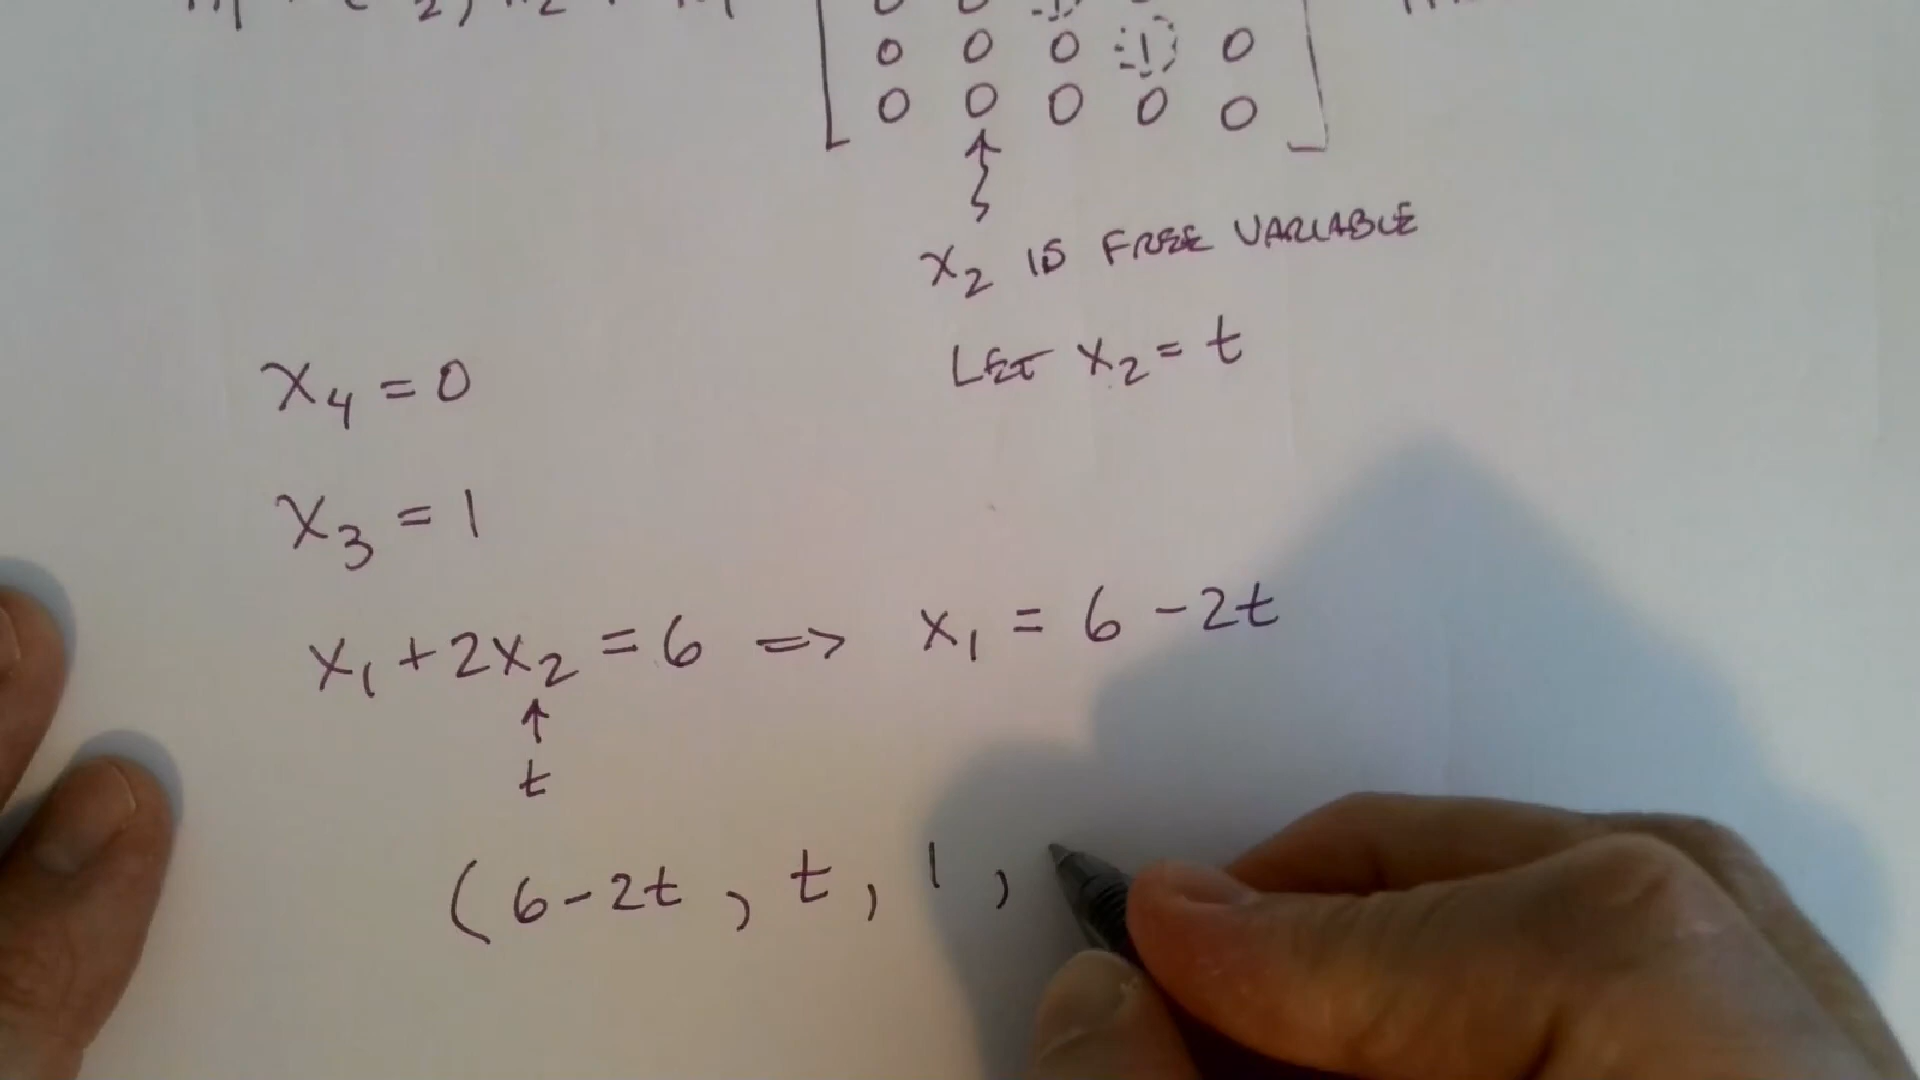 0 0 0 1 0
0 0 0 0 0
x₂ IS FREE VARIABLE
LET x₂ = t
x₄ = 0
x₃ = 1
x₁ + 2x₂ = 6 => x₁ = 6 - 2t
↑
t
( 6 - 2t , t , 1 ,